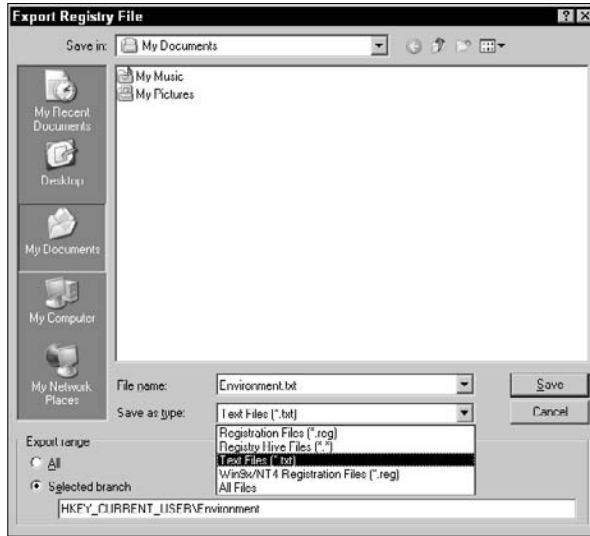 Export Registry File
Save in:
My Documents
My Music
My Pictures
My Recent
Documents
Desktop
My Documents
My Computer
My Network
Places
File name:
Environment.txt
Save
Save as type:
Text Files (*.txt)
Cancel
Registration Files (*.reg)
Registry Hive Files (*.*)
Text Files (*.txt)
Win9x/NT4 Registration Files (*.reg)
All Files
Export range
All
Selected branch
HKEY_CURRENT_USER\Environment